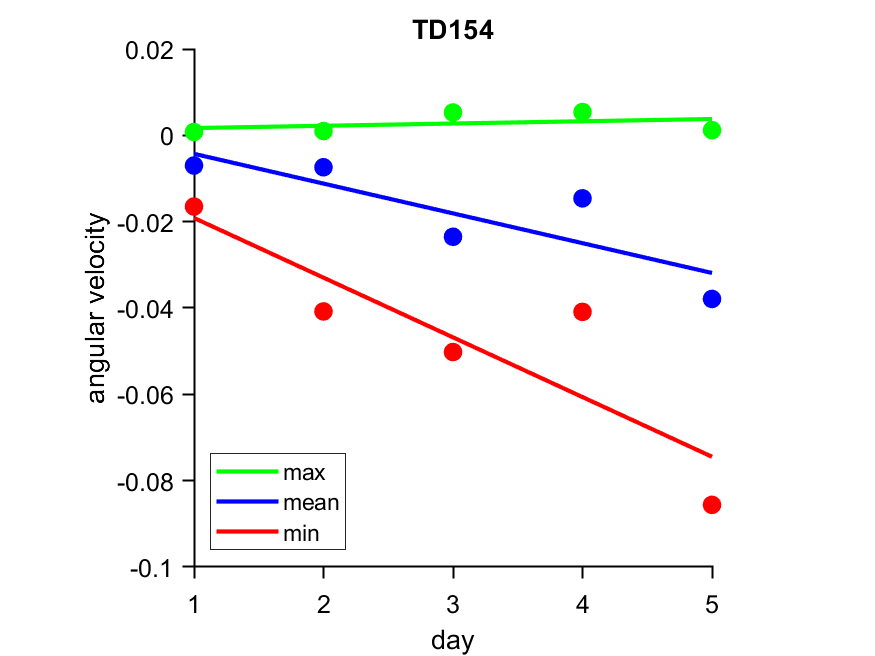 TD154
0.02
0
-0.02
-0.04
-0.06
-0.08
-0.1
angular velocity
max
mean
min
1 2 3 4 5
day